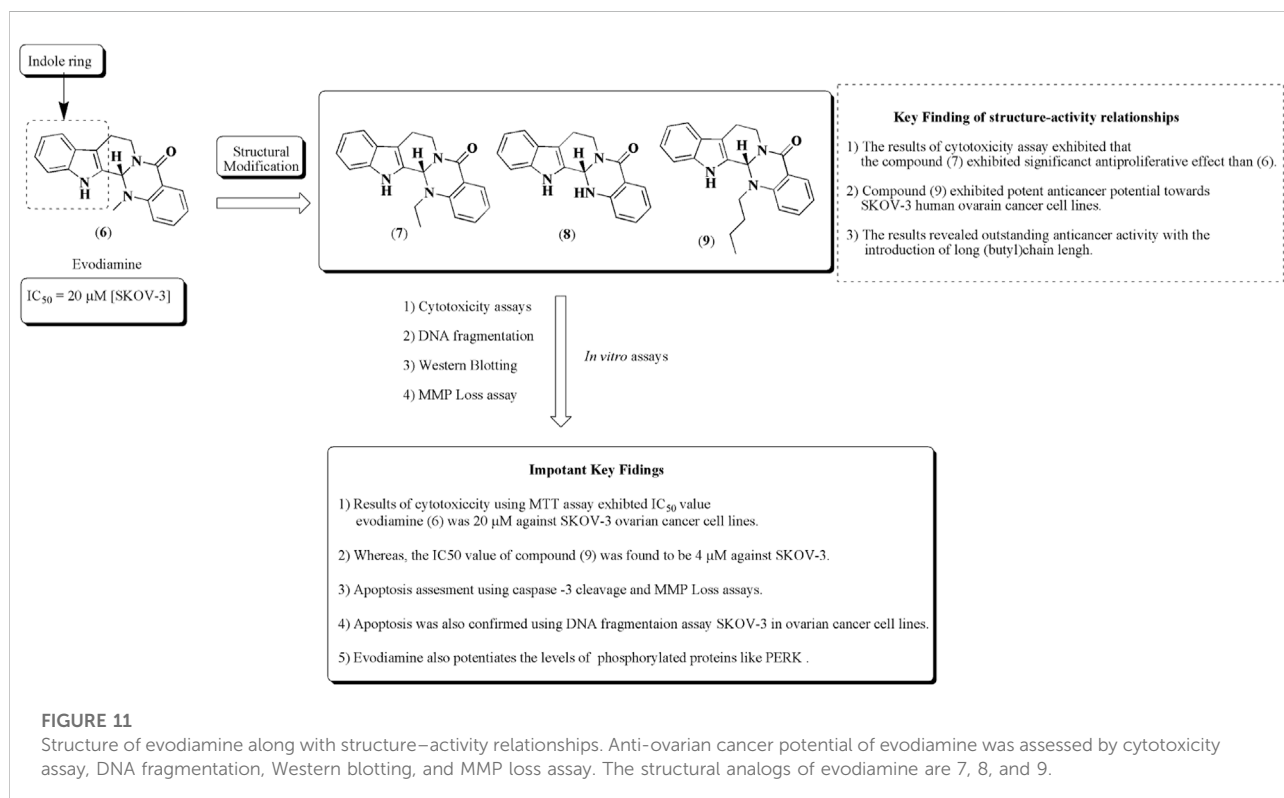 Indole ring
H
N
O
N
H
N
(6)
Evodiamine
IC50 = 20 μM [SKOV-3]
Structural
Modification
H
N
O
N
H
N
(7)
H
N
O
N
H
HN
(8)
H
N
O
N
H
N
(9)
Key Finding of structure-activity relationships
1) The results of cytotoxicity assay exhibited that
the compound (7) exhibited significanct antiproliferative effect than (6).
2) Compound (9) exhibited potent anticancer potential towards
SKOV-3 human ovarain cancer cell lines.
3) The results revealed outstanding anticancer activity with the
introduction of long (butyl)chain lengh.
1) Cytotoxicity assays
2) DNA fragmentation
3) Western Blotting
4) MMP Loss assay
In vitro assays
Impotant Key Fidings
1) Results of cytotoxiccity using MTT assay exhibted IC50 value
evodiamine (6) was 20 μM against SKOV-3 ovarian cancer cell lines.
2) Whereas, the IC50 value of compound (9) was found to be 4 μM against SKOV-3.
3) Apoptosis assesment using caspase -3 cleavage and MMP Loss assays.
4) Apoptosis was also confirmed using DNA fragmentaion assay SKOV-3 in ovarian cancer cell lines.
5) Evodiamine also potentiates the levels of phosphorylated proteins like PERK .
FIGURE 11
Structure of evodiamine along with structure–activity relationships. Anti-ovarian cancer potential of evodiamine was assessed by cytotoxicity
assay, DNA fragmentation, Western blotting, and MMP loss assay. The structural analogs of evodiamine are 7, 8, and 9.